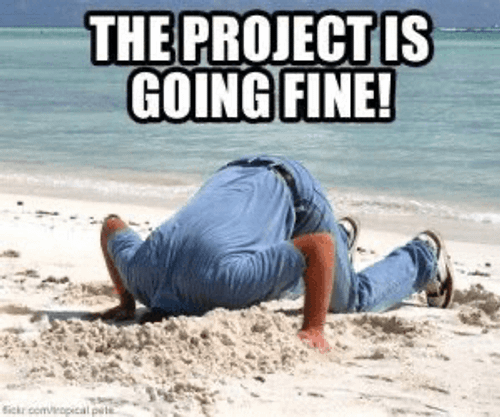 THE PROJECT IS
GOING FINE!
flickr.com/tropical pete